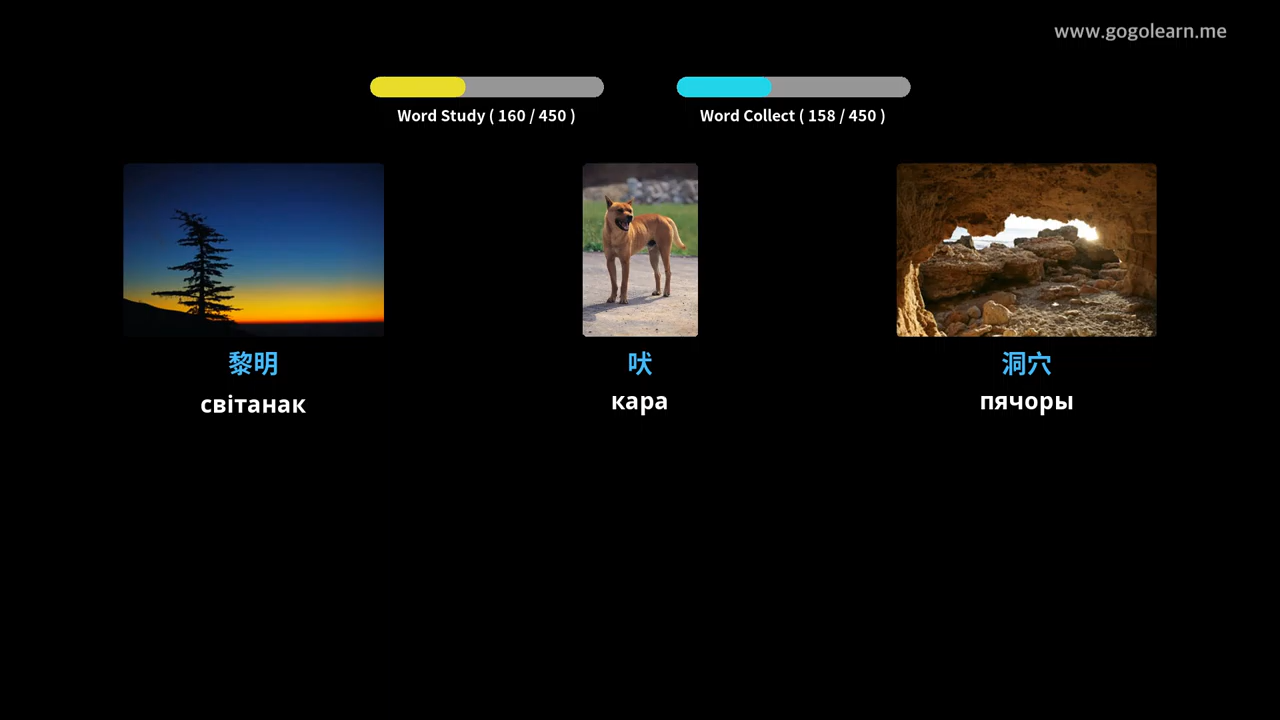 www.gogolearn.me
Word Study ( 160 / 450 )
Word Collect ( 158 / 450 )
黎明
吠
洞穴
світанак
кара
пячоры